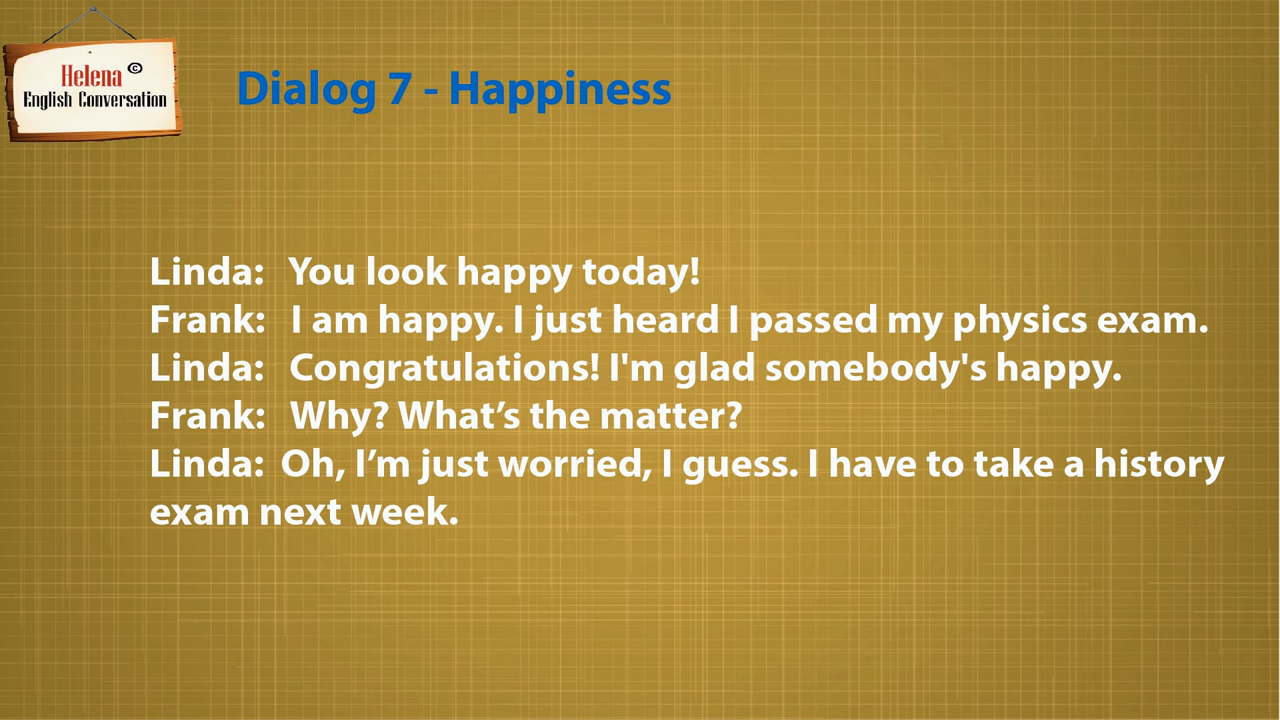 Helena ©
English Conversation
Dialog 7 - Happiness
Linda: You look happy today!
Frank: I am happy. I just heard I passed my physics exam.
Linda: Congratulations! I'm glad somebody's happy.
Frank: Why? What’s the matter?
Linda: Oh, I’m just worried, I guess. I have to take a history
exam next week.